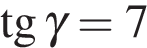 tg γ = 7